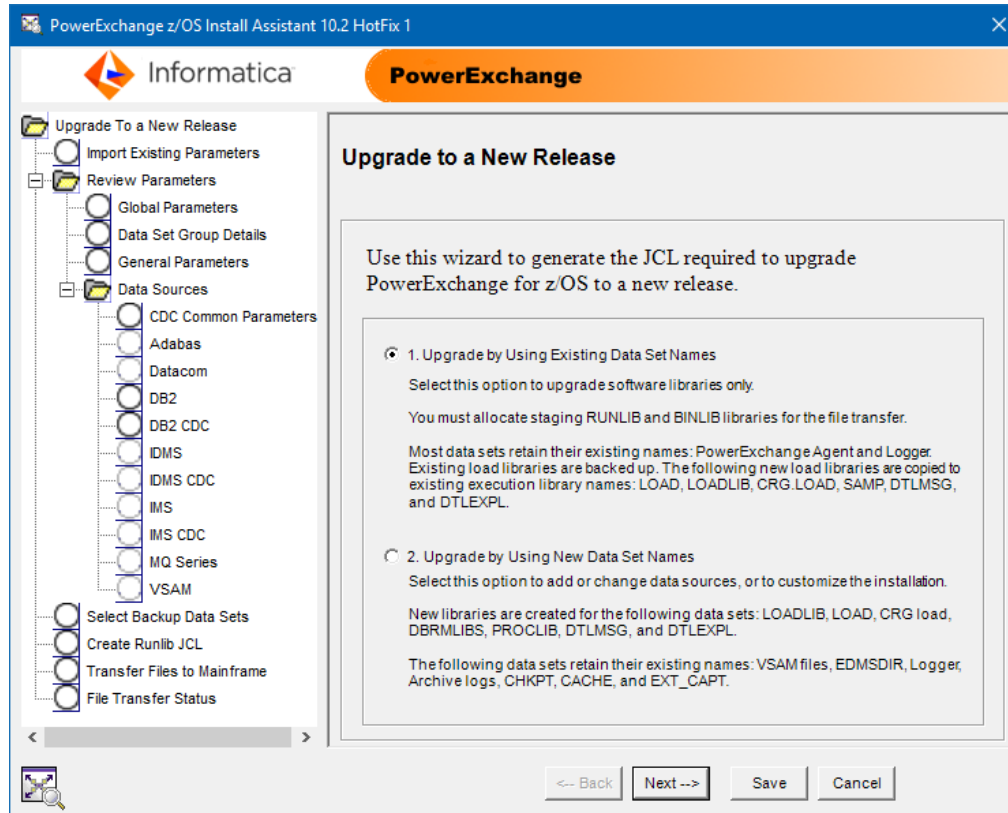 PowerExchange z/OS Install Assistant 10.2 HotFix 1
Informatica
PowerExchange
Upgrade To a New Release
Import Existing Parameters
Review Parameters
Global Parameters
Data Set Group Details
General Parameters
Data Sources
CDC Common Parameters
Adabas
Datacom
DB2
DB2 CDC
IDMS
IDMS CDC
IMS
IMS CDC
MQ Series
VSAM
Select Backup Data Sets
Create Runlib JCL
Transfer Files to Mainframe
File Transfer Status
Upgrade to a New Release
Use this wizard to generate the JCL required to upgrade
PowerExchange for z/OS to a new release.
1. Upgrade by Using Existing Data Set Names
Select this option to upgrade software libraries only.
You must allocate staging RUNLIB and BINLIB libraries for the file transfer.
Most data sets retain their existing names: PowerExchange Agent and Logger.
Existing load libraries are backed up. The following new load libraries are copied to
existing execution library names: LOAD, LOADLIB, CRG.LOAD, SAMP, DTLMSG,
and DTLEXPL.
2. Upgrade by Using New Data Set Names
Select this option to add or change data sources, or to customize the installation.
New libraries are created for the following data sets: LOADLIB, LOAD, CRG load,
DBRMLIBS, PROCLIB, DTLMSG, and DTLEXPL.
The following data sets retain their existing names: VSAM files, EDMSDIR, Logger,
Archive logs, CHKPT, CACHE, and EXT_CAPT.
<-- Back
Next -->
Save
Cancel